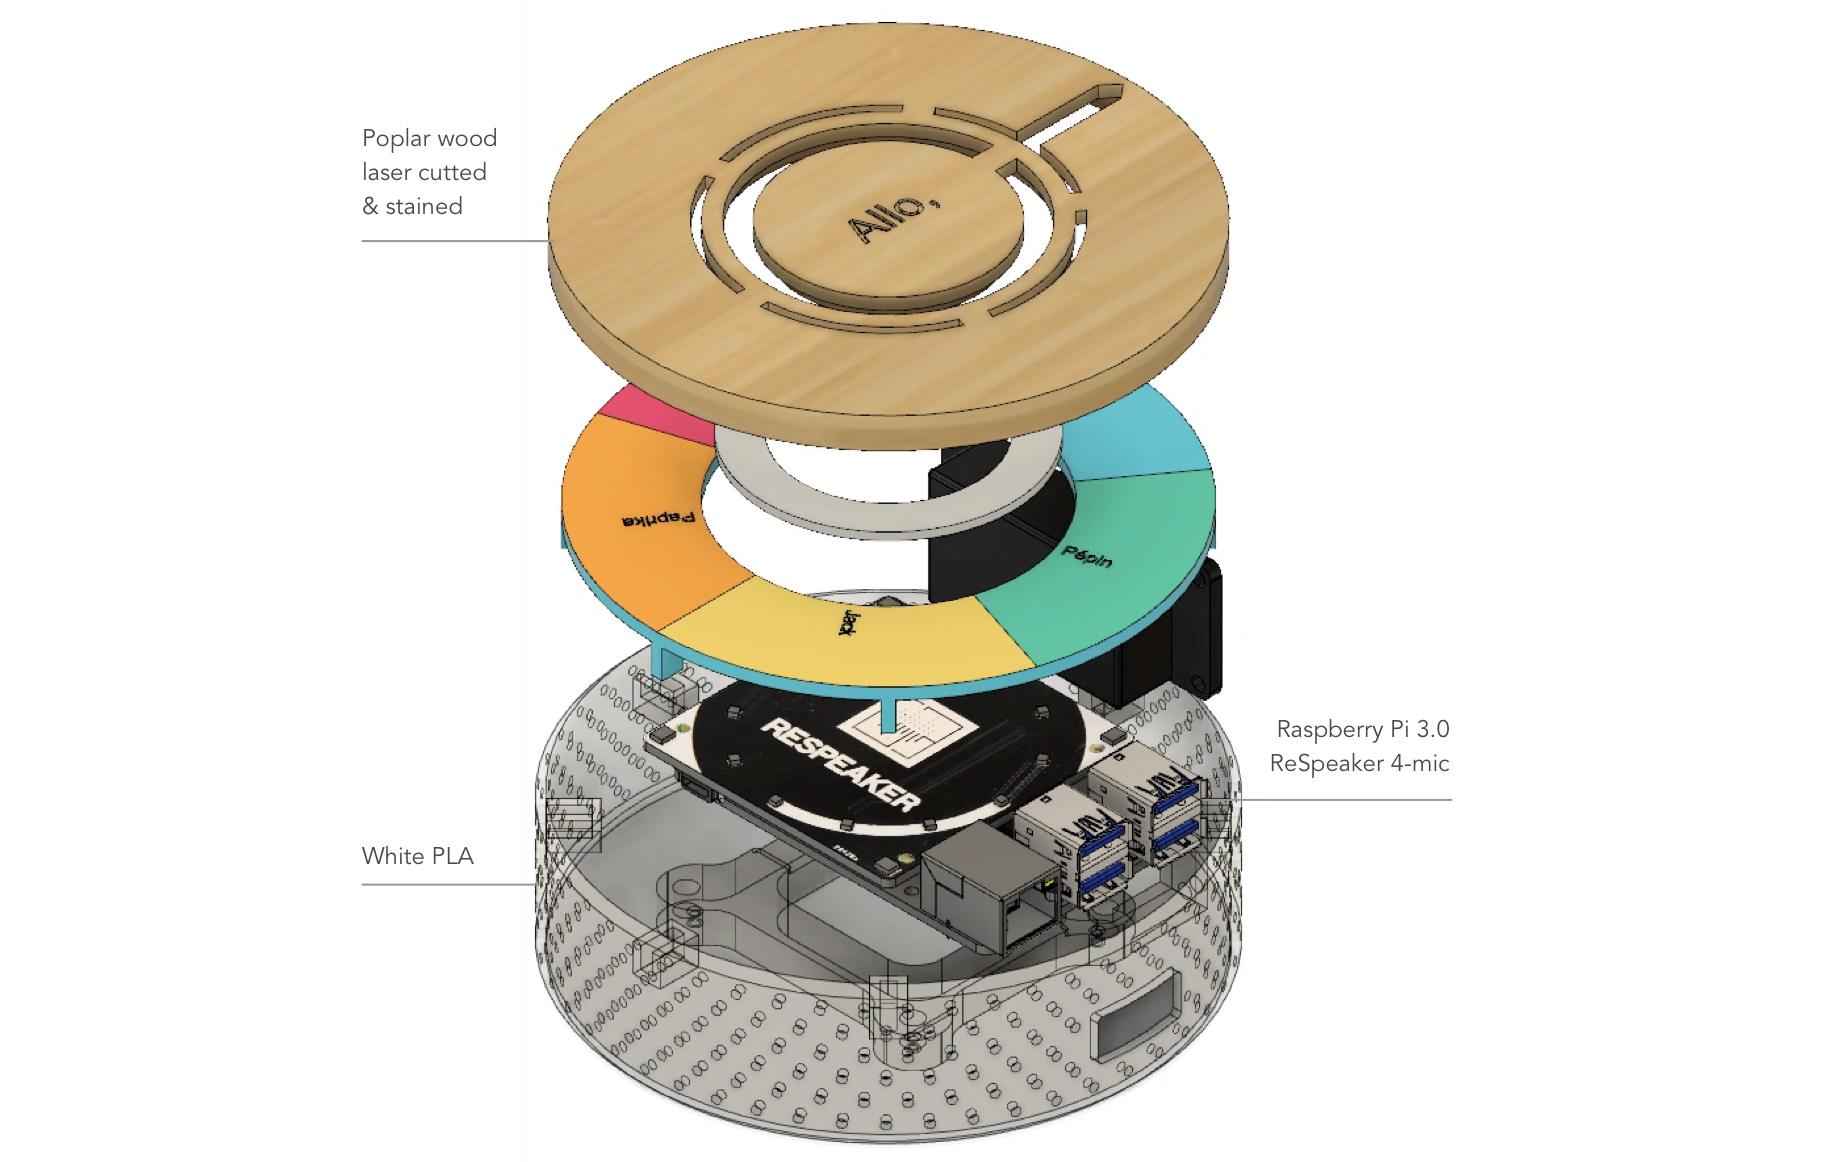 Poplar wood
laser cutted
& stained
Allo,
Paprika
Pépin
Jack
RESPEAKER
Raspberry Pi 3.0
ReSpeaker 4-mic
White PLA